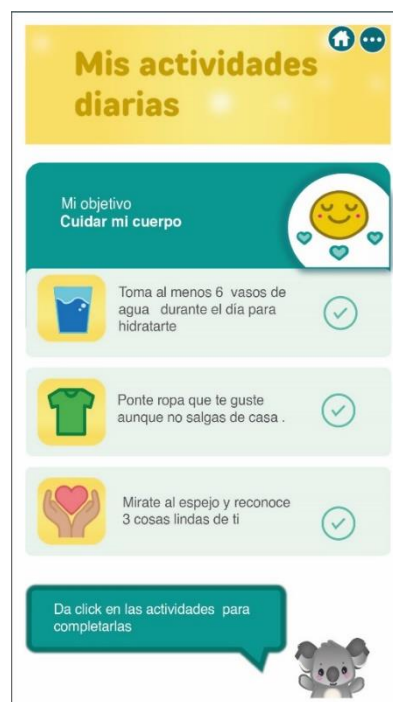 Mis actividades
diarias
Mi objetivo
Cuidar mi cuerpo
Toma al menos 6 vasos de
agua durante el día para
hidratarte
Ponte ropa que te guste
aunque no salgas de casa .
Mirate al espejo y reconoce
3 cosas lindas de ti
Da click en las actividades para
completarlas